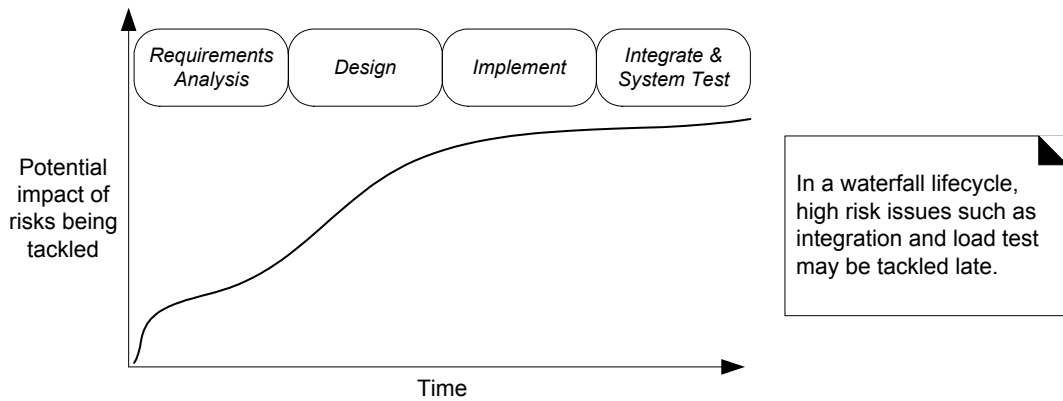 Requirements
Analysis
Design
Implement
Integrate &
System Test
Potential
impact of
risks being
tackled
In a waterfall lifecycle,
high risk issues such as
integration and load test
may be tackled late.
Time